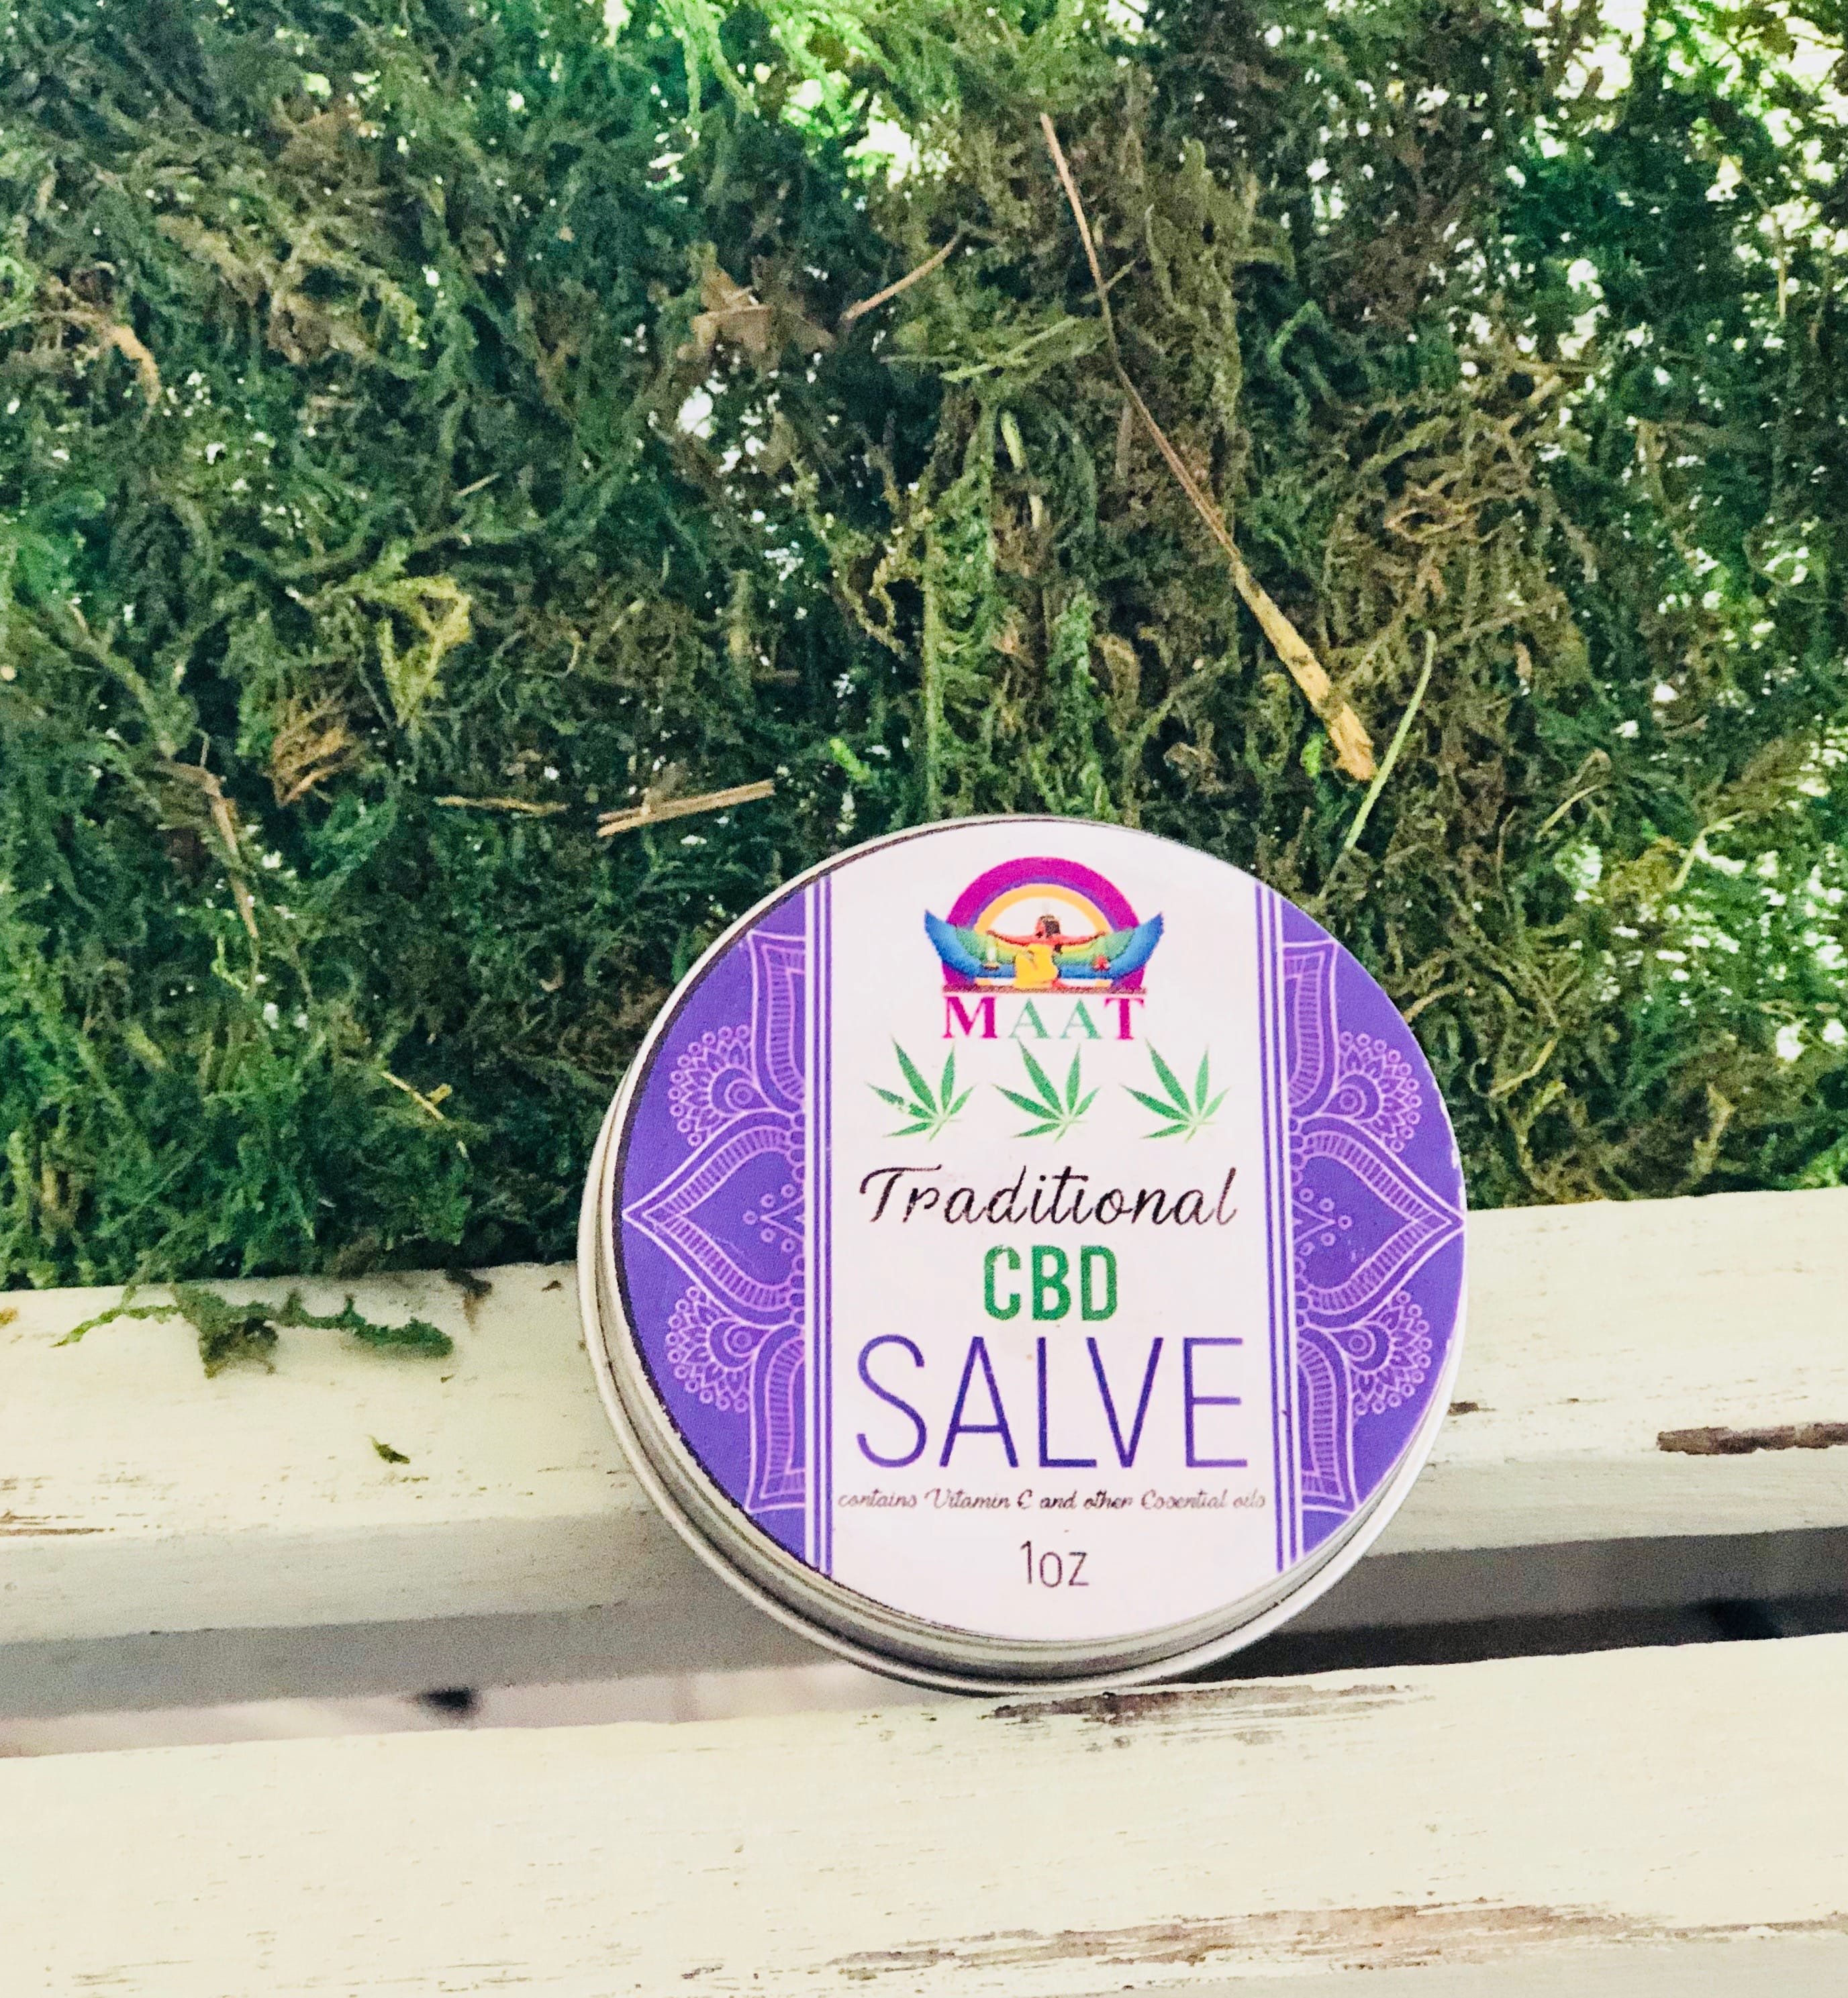 MAAT
Traditional
CBD
SALVE
contains Vitamin E and other Essential oils
1oz